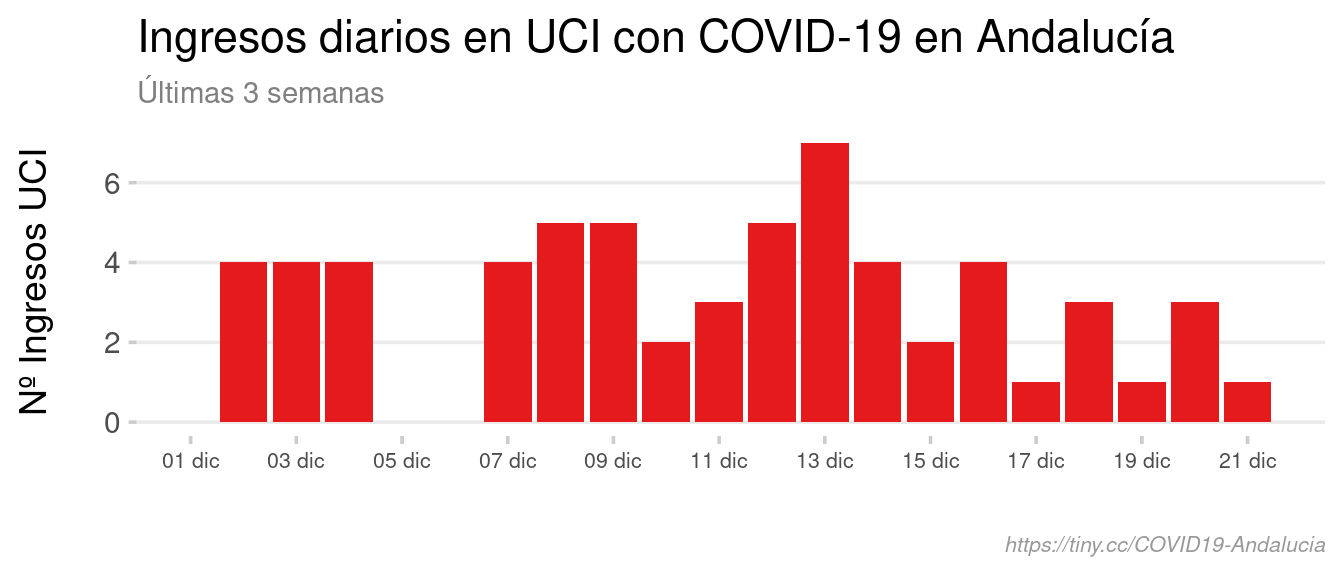 Ingresos diarios en UCI con COVID-19 en Andalucía
Últimas 3 semanas
Nº Ingresos UCI
6
4
2
0
01 dic 03 dic 05 dic 07 dic 09 dic 11 dic 13 dic 15 dic 17 dic 19 dic 21 dic
https://tiny.cc/COVID19-Andalucia